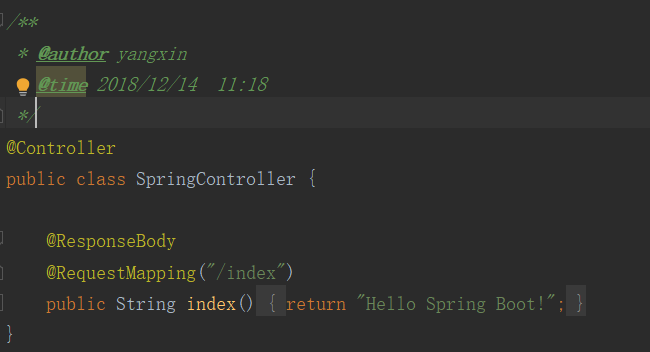 /**
* @author yangxin
@time 2018/12/14 11:18
*/
@Controller
public class SpringController {
@ResponseBody
@RequestMapping("/index")
public String index() { return "Hello Spring Boot!"; }
}